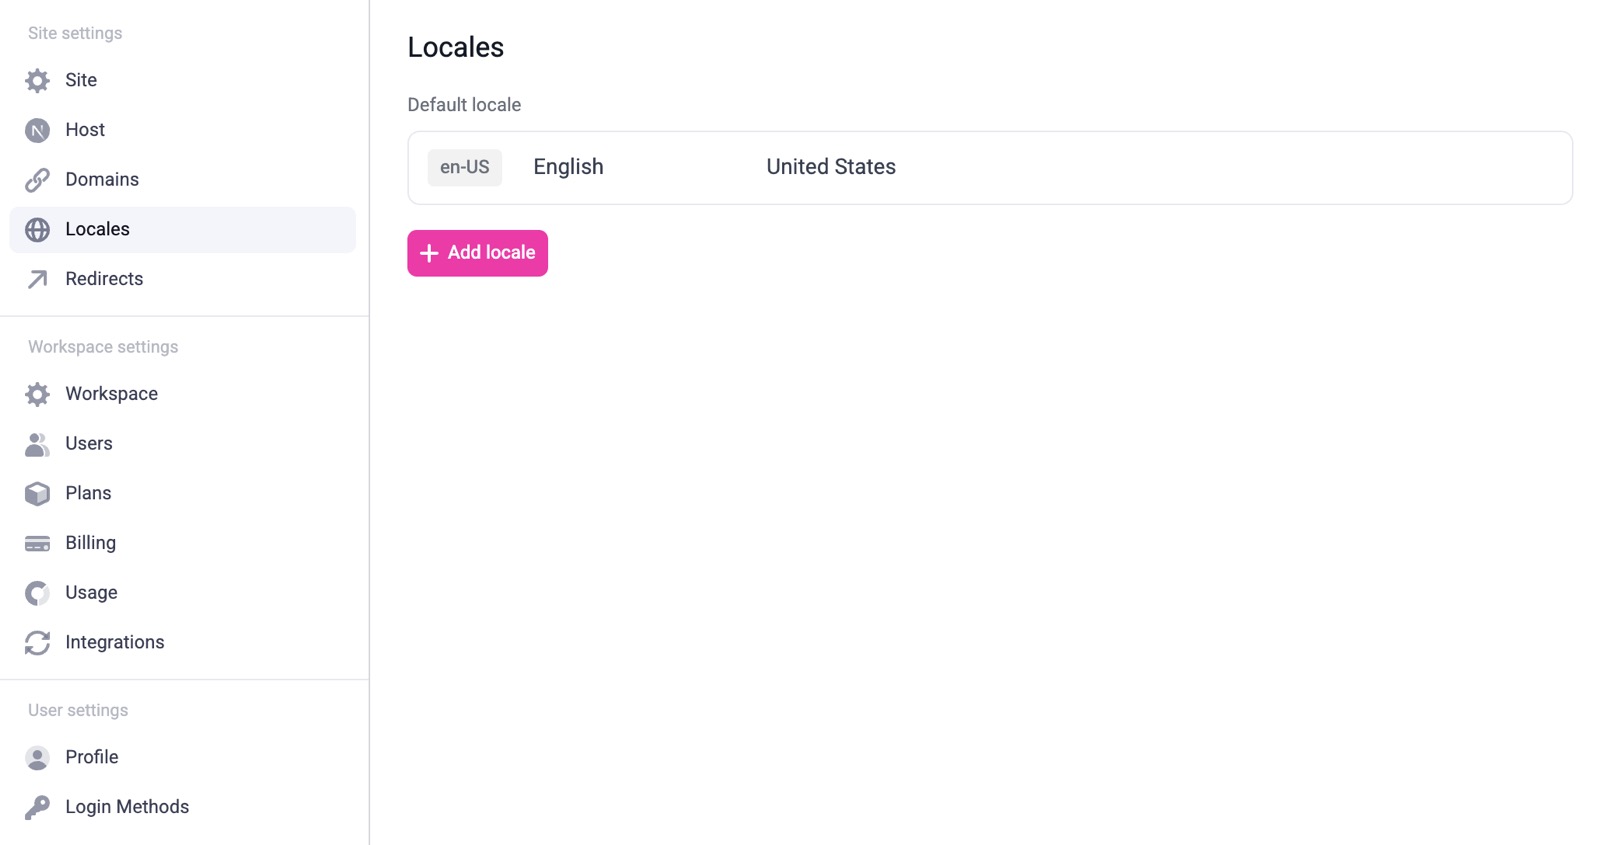 Site settings
Site
Host
Domains
Locales
Redirects
Workspace settings
Workspace
Users
Plans
Billing
Usage
Integrations
User settings
Profile
Login Methods
Locales
Default locale
en-US English United States
Add locale